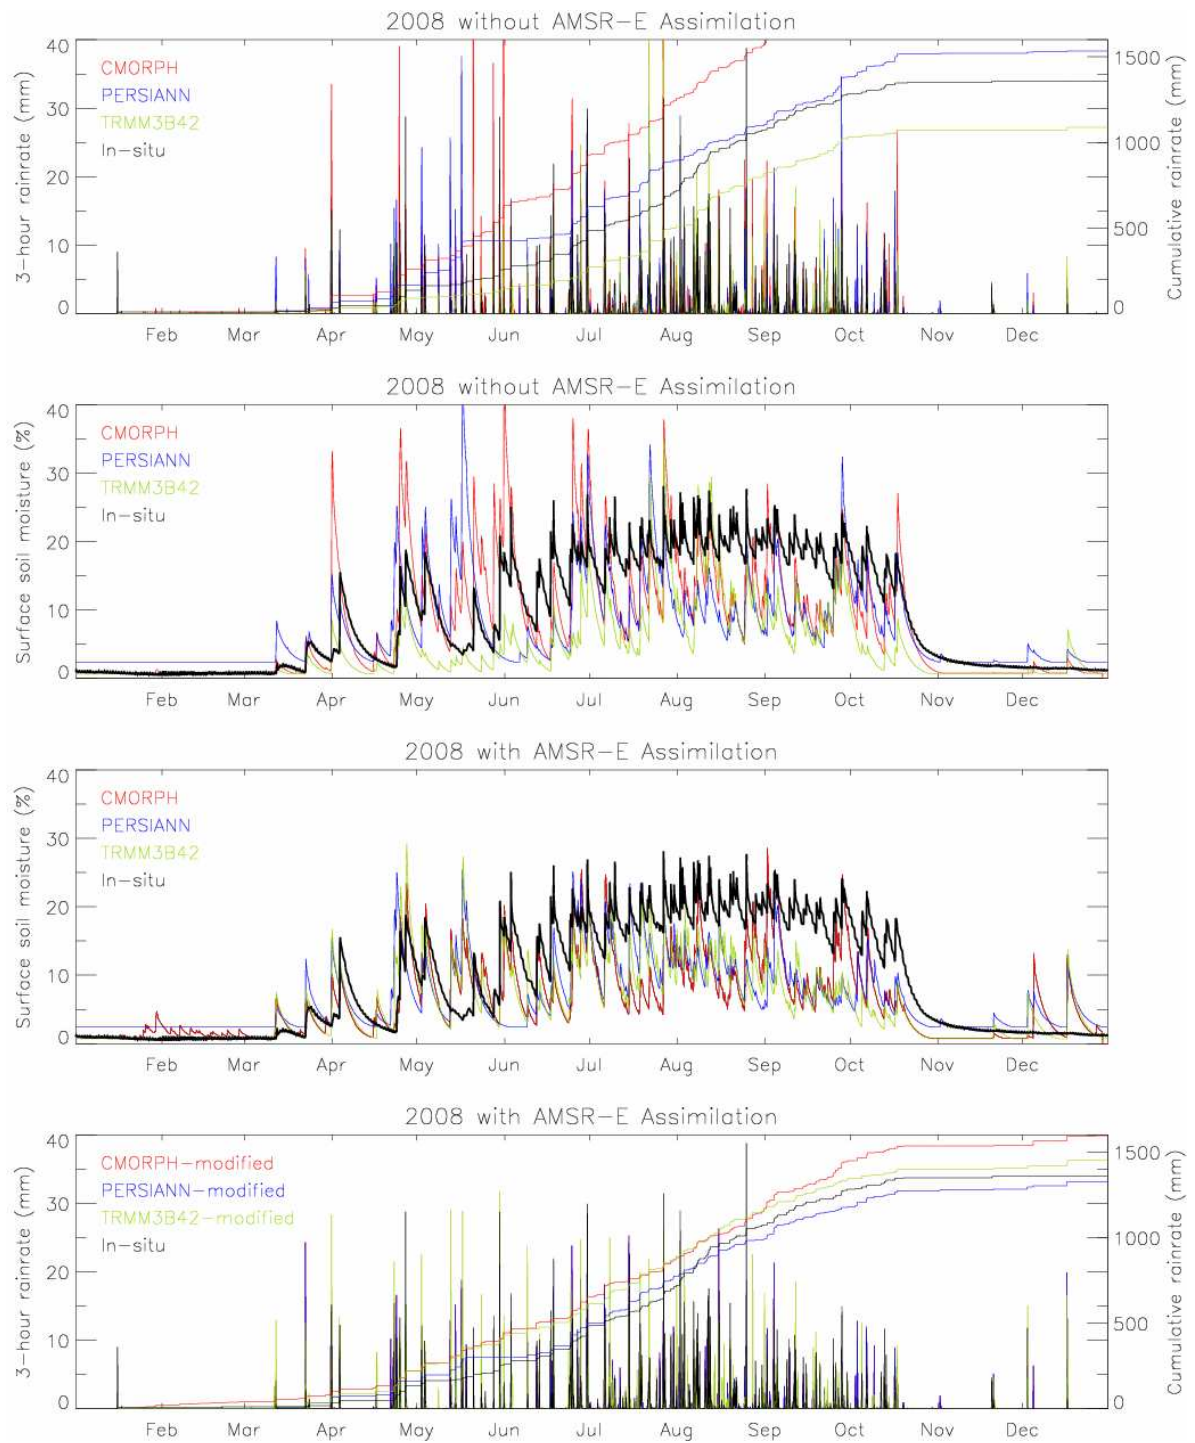 2008 without AMSR-E Assimilation
40
30
20
10
0
3-hour rainrate (mm)
CMORPH
PERSIANN
TRMM3B42
In-situ
1500
1000
500
0
Cumulative rainrate (mm)
Feb Mar Apr May Jun Jul Aug Sep Oct Nov Dec
2008 without AMSR-E Assimilation
40
30
20
10
0
Surface soil moisture (%)
CMORPH
PERSIANN
TRMM3B42
In-situ
Feb Mar Apr May Jun Jul Aug Sep Oct Nov Dec
2008 with AMSR-E Assimilation
40
30
20
10
0
Surface soil moisture (%)
CMORPH
PERSIANN
TRMM3B42
In-situ
Feb Mar Apr May Jun Jul Aug Sep Oct Nov Dec
2008 with AMSR-E Assimilation
40
30
20
10
0
3-hour rainrate (mm)
CMORPH-modified
PERSIANN-modified
TRMM3B42-modified
In-situ
1500
1000
500
0
Cumulative rainrate (mm)
Feb Mar Apr May Jun Jul Aug Sep Oct Nov Dec